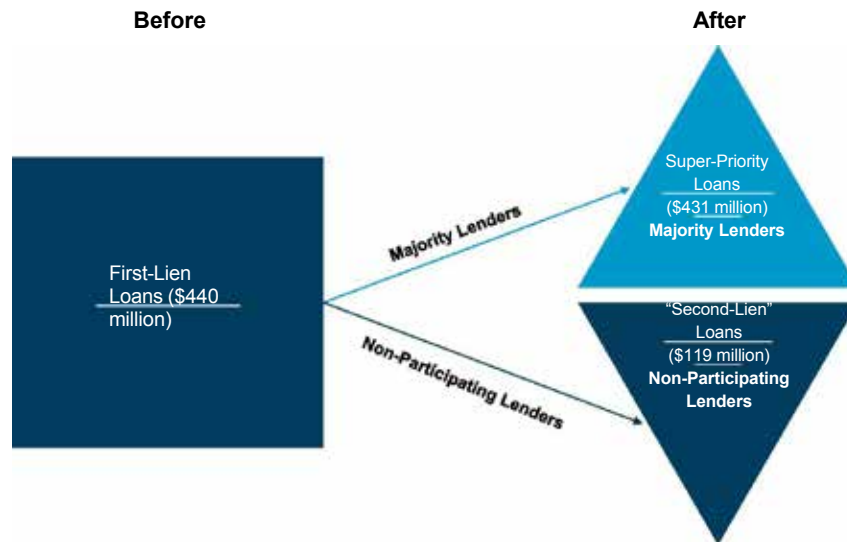 Before
After
First-Lien
Loans ($440
million)
Majority Lenders
Non-Participating Lenders
Super-Priority
Loans
($431 million)
Majority Lenders
“Second-Lien”
Loans
($119 million)
Non-Participating
Lenders